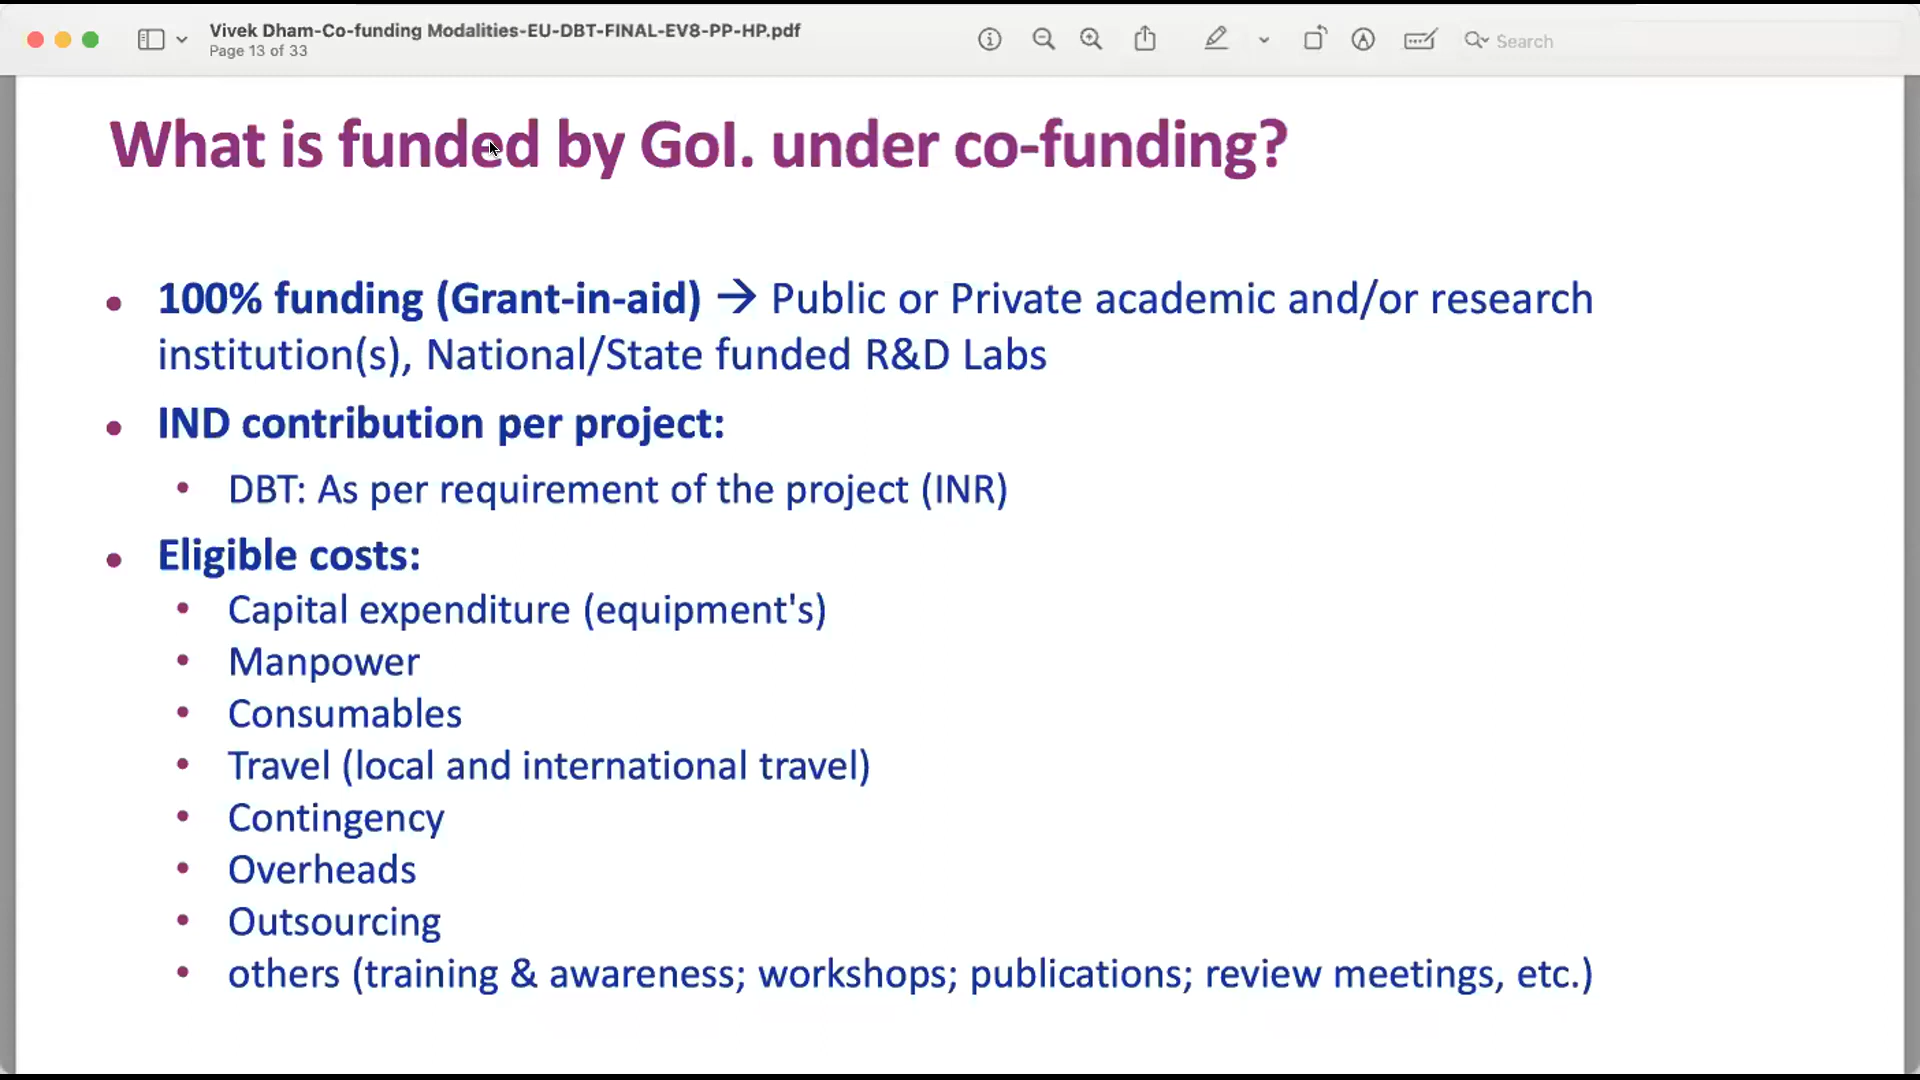 Vivek Dham-Co-funding Modalities-EU-DBT-FINAL-EV8-PP-HP.pdf
Page 13 of 33
Search
What is funded by GoI. under co-funding?
• 100% funding (Grant-in-aid) → Public or Private academic and/or research
institution(s), National/State funded R&D Labs
• IND contribution per project:
• DBT: As per requirement of the project (INR)
• Eligible costs:
• Capital expenditure (equipment's)
• Manpower
• Consumables
• Travel (local and international travel)
• Contingency
• Overheads
• Outsourcing
• others (training & awareness; workshops; publications; review meetings, etc.)